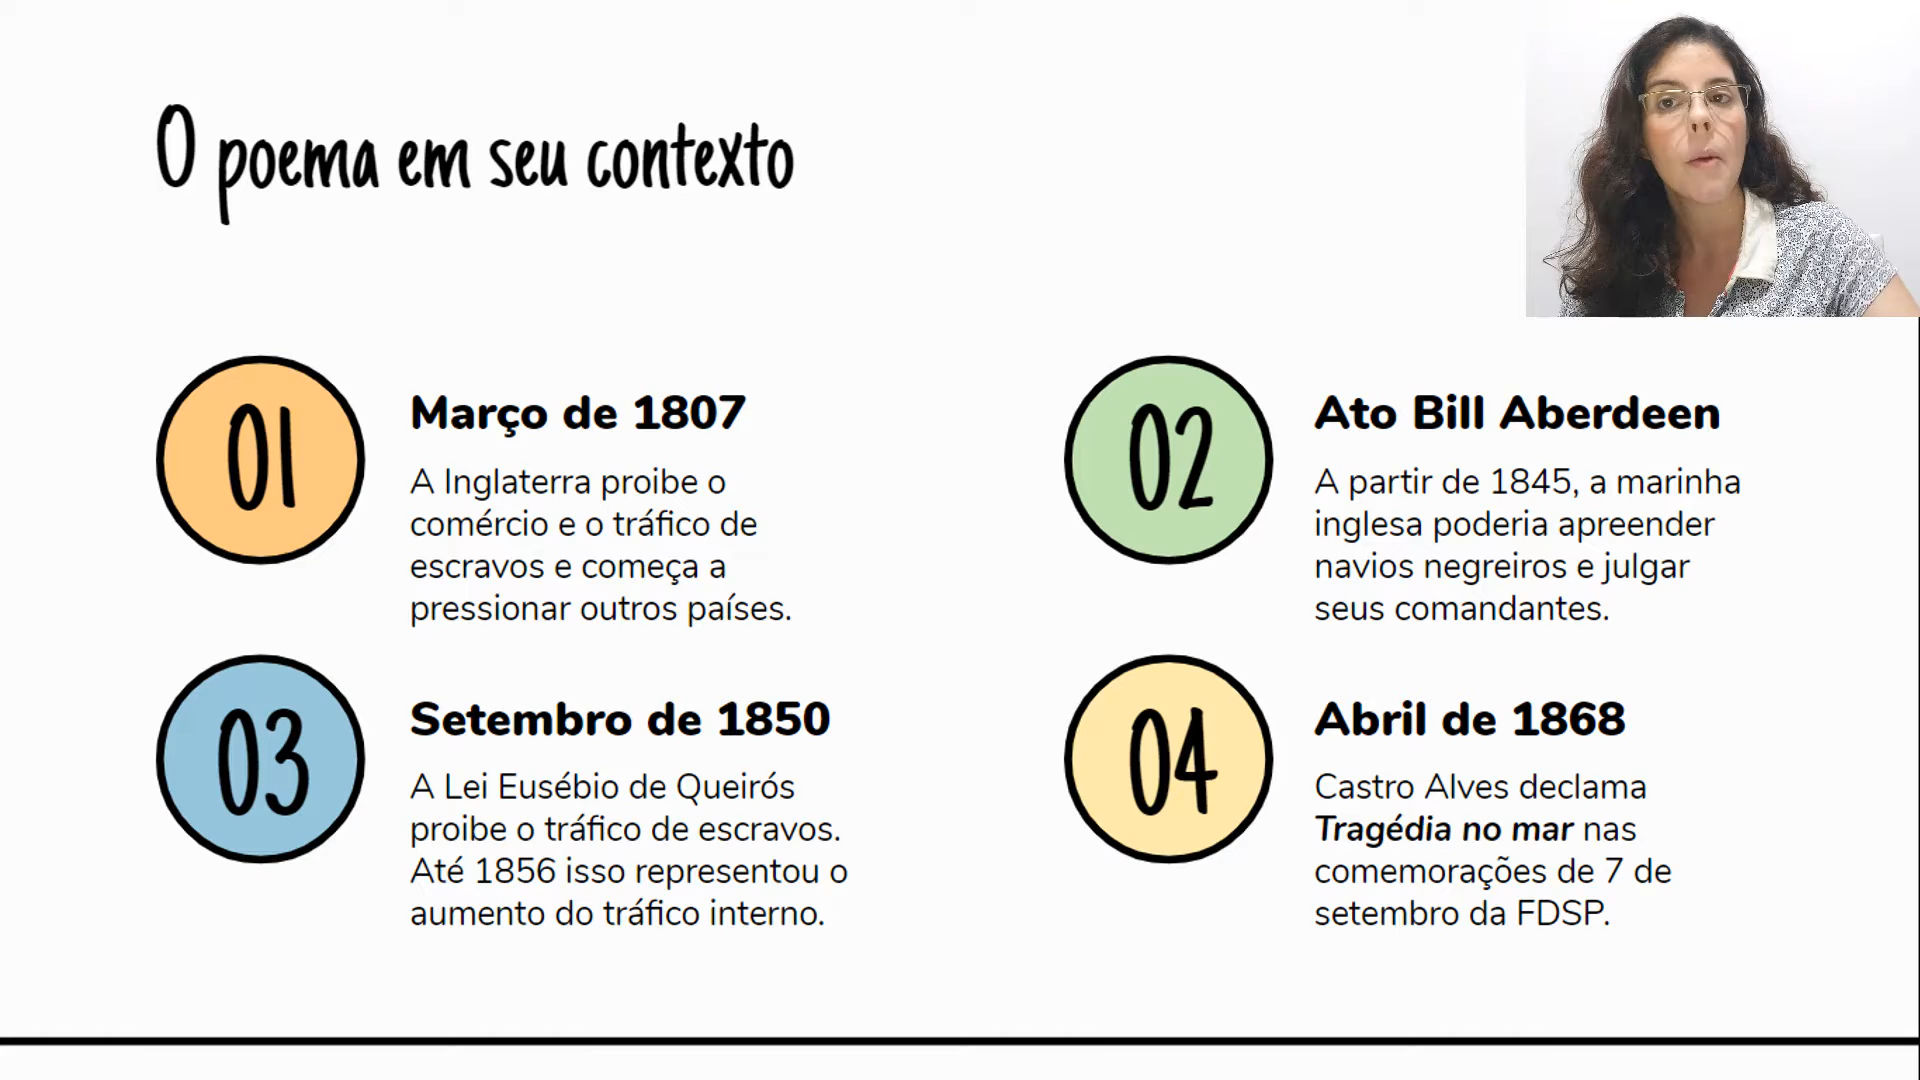 O poema em seu contexto
01
Março de 1807
A Inglaterra proibe o
comércio e o tráfico de
escravos e começa a
pressionar outros países.
02
Ato Bill Aberdeen
A partir de 1845, a marinha
inglesa poderia apreender
navios negreiros e julgar
seus comandantes.
03
Setembro de 1850
A Lei Eusébio de Queirós
proibe o tráfico de escravos.
Até 1856 isso representou o
aumento do tráfico interno.
04
Abril de 1868
Castro Alves declama
Tragédia no mar nas
comemorações de 7 de
setembro da FDSP.